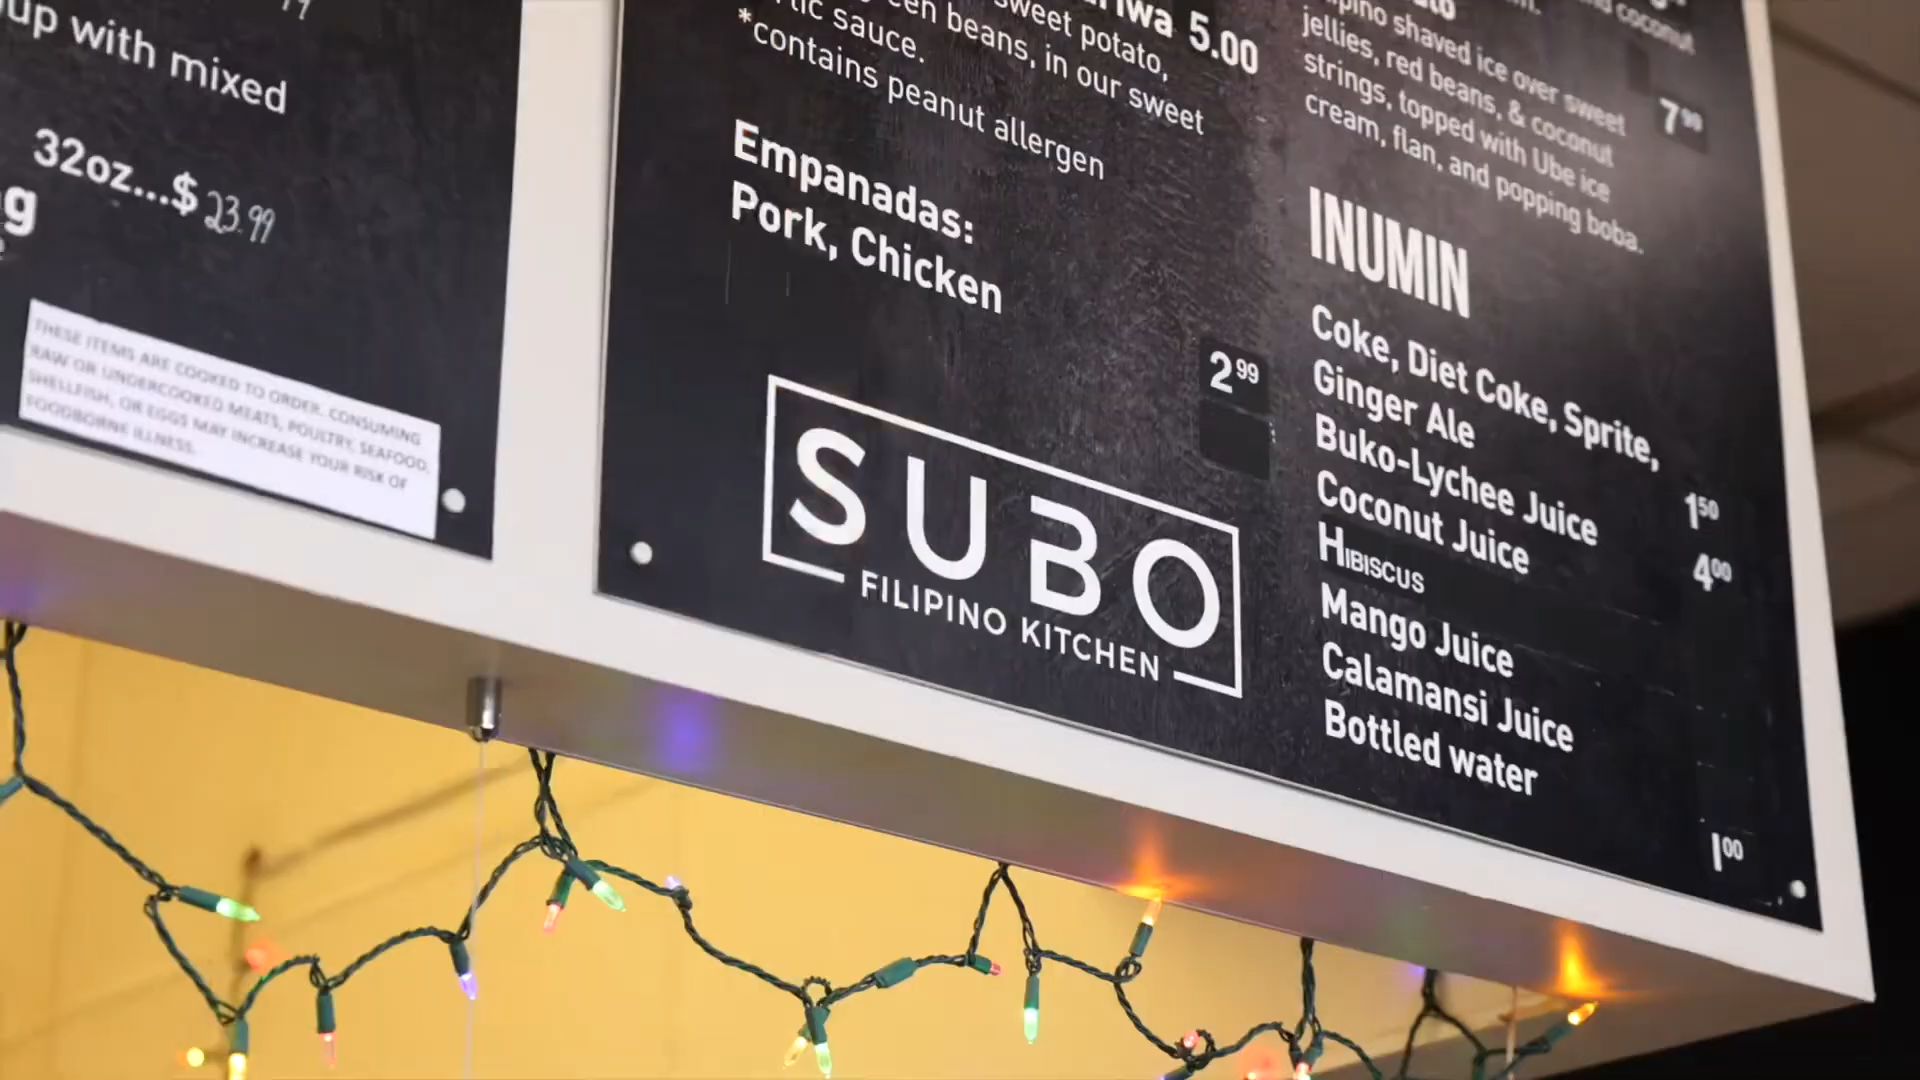 up with mixed
32oz...$ 23.99
THESE ITEMS ARE COOKED TO ORDER. CONSUMING
RAW OR UNDERCOOKED MEATS, POULTRY, SEAFOOD,
SHELLFISH, OR EGGS MAY INCREASE YOUR RISK OF
FOODBORNE ILLNESS.
5.00
sweet potato,
beans, in our sweet
sauce.
*contains peanut allergen
Empanadas:
Pork, Chicken
2.99
SUBO
FILIPINO KITCHEN
coconut
shaved ice over sweet
jellies, red beans, & coconut
strings, topped with Ube ice
cream, flan, and popping boba.
7.99
INUMIN
Coke, Diet Coke, Sprite,
Ginger Ale
1.50
Buko-Lychee Juice
4.00
Coconut Juice
HIBISCUS
Mango Juice
Calamansi Juice
Bottled water
1.00